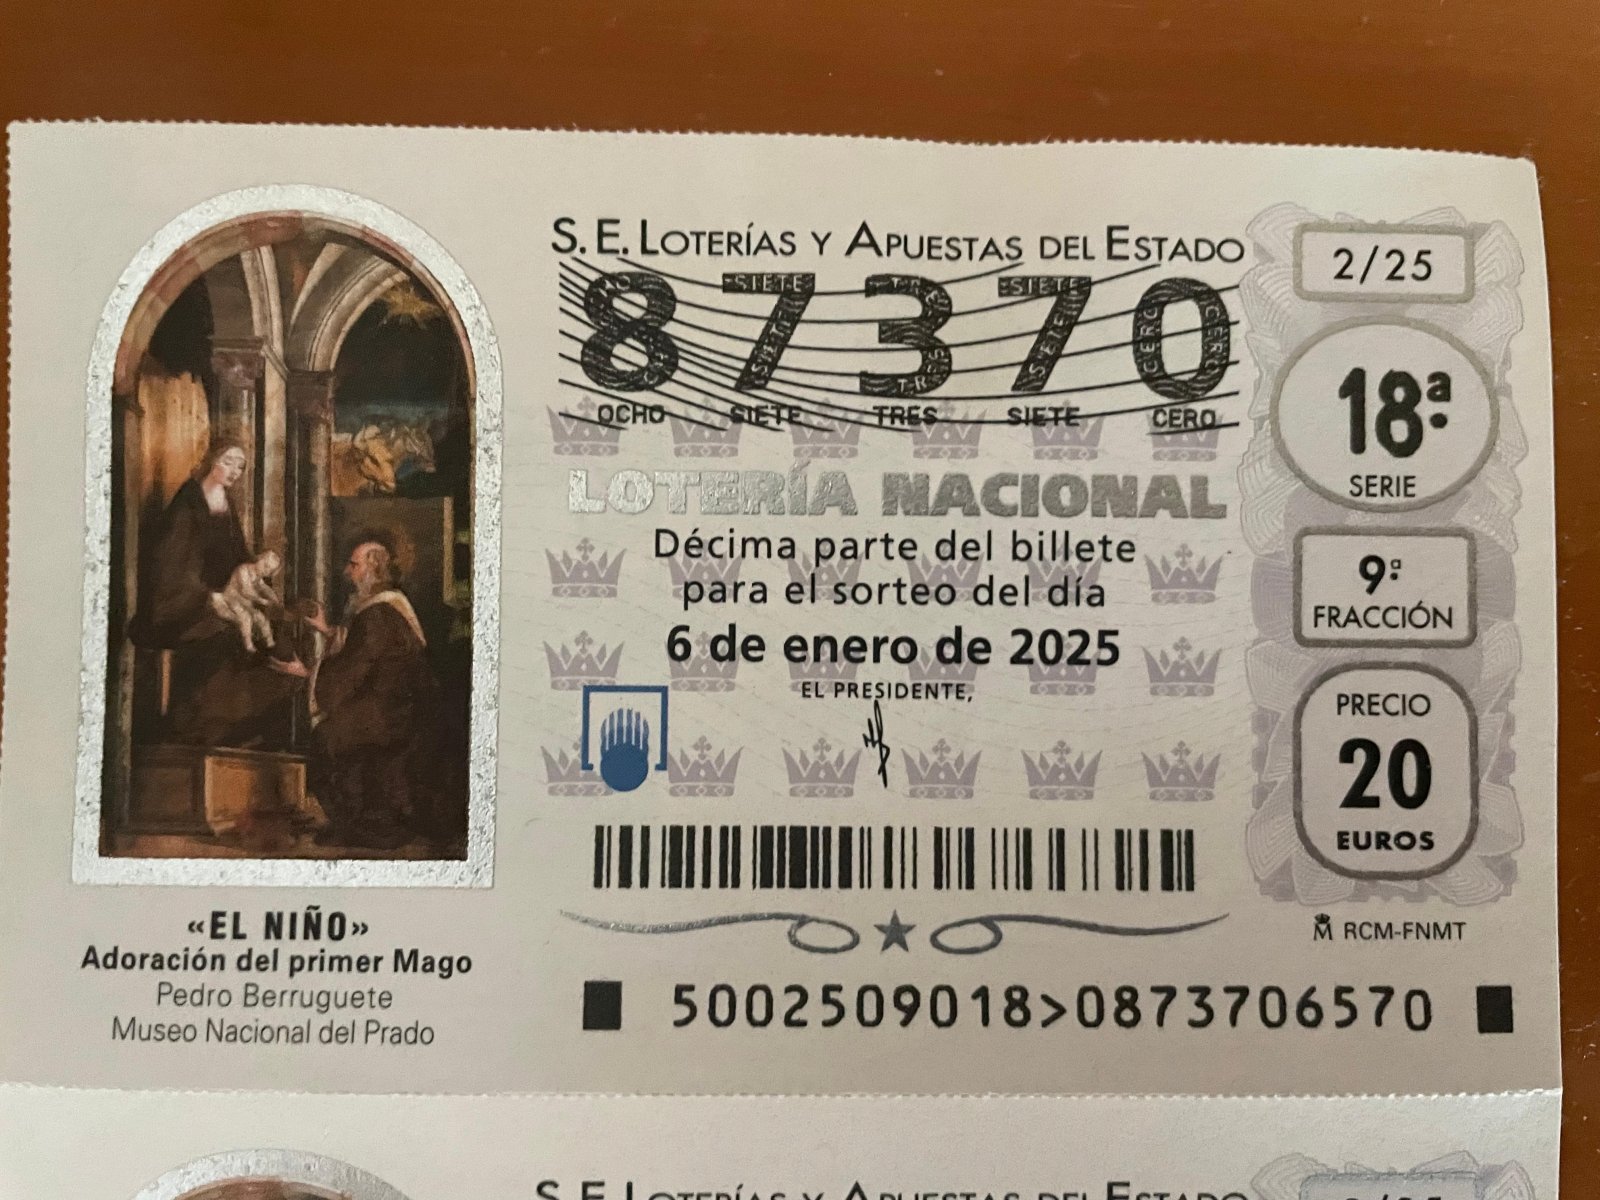 S. E. LOTERÍAS Y APUESTAS DEL ESTADO
87370
OCHO SIETE TRES SIETE CERO
LOTERÍA NACIONAL
Décima parte del billete
para el sorteo del día
6 de enero de 2025
EL PRESIDENTE,
2/25
18ª
SERIE
9ª
FRACCIÓN
PRECIO
20
EUROS
RCM-FNMT
«EL NIÑO»
Adoración del primer Mago
Pedro Berruguete
Museo Nacional del Prado
5002509018>0873706570
S. E. LOTERÍAS Y APUESTAS DEL ESTADO